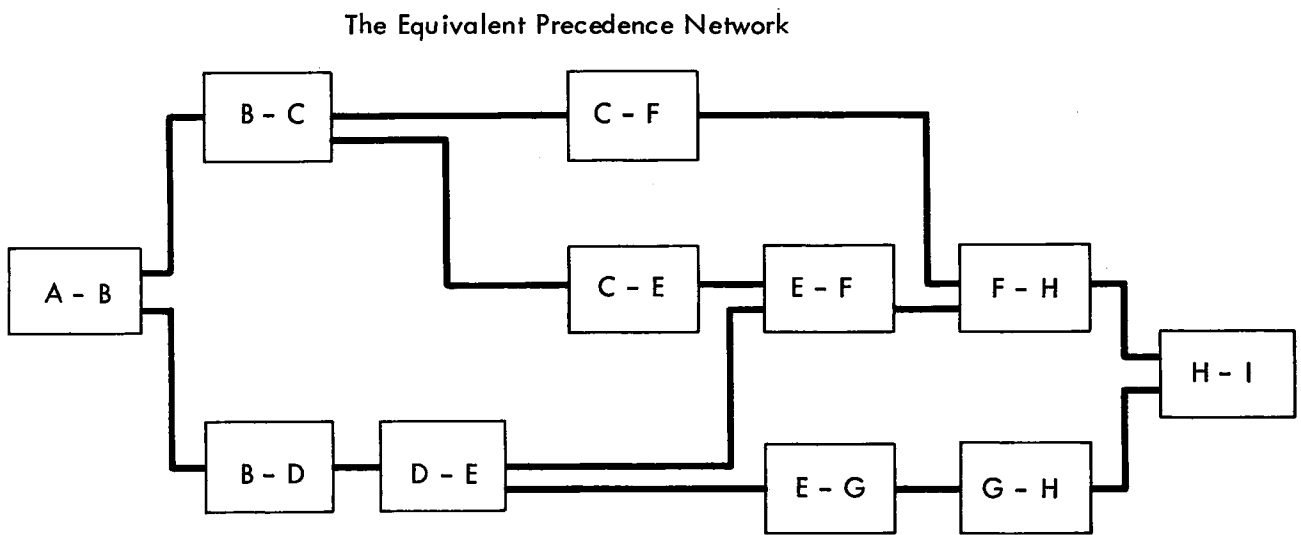 The Equivalent Precedence Network
B - C
C - F
A - B
C - E
E - F
F - H
H - I
B - D
D - E
E - G
G - H